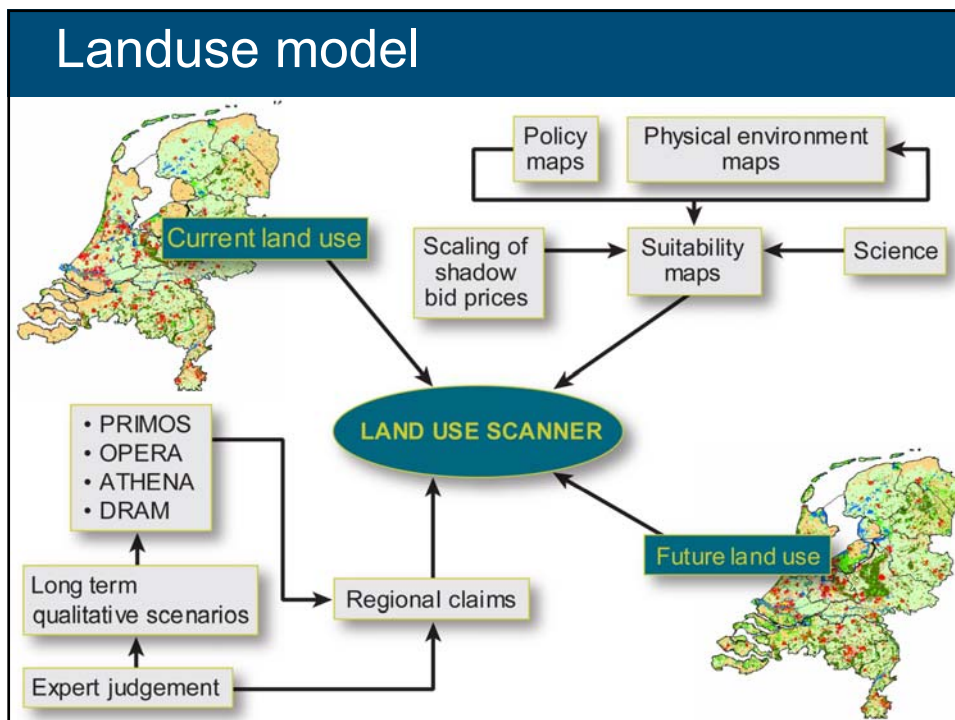 Landuse model
Policy
maps
Physical environment
maps
Current land use
Scaling of
shadow
bid prices
Suitability
maps
Science
LAND USE SCANNER
• PRIMOS
• OPERA
• ATHENA
• DRAM
Future land use
Long term
qualitative scenarios
Regional claims
Expert judgement